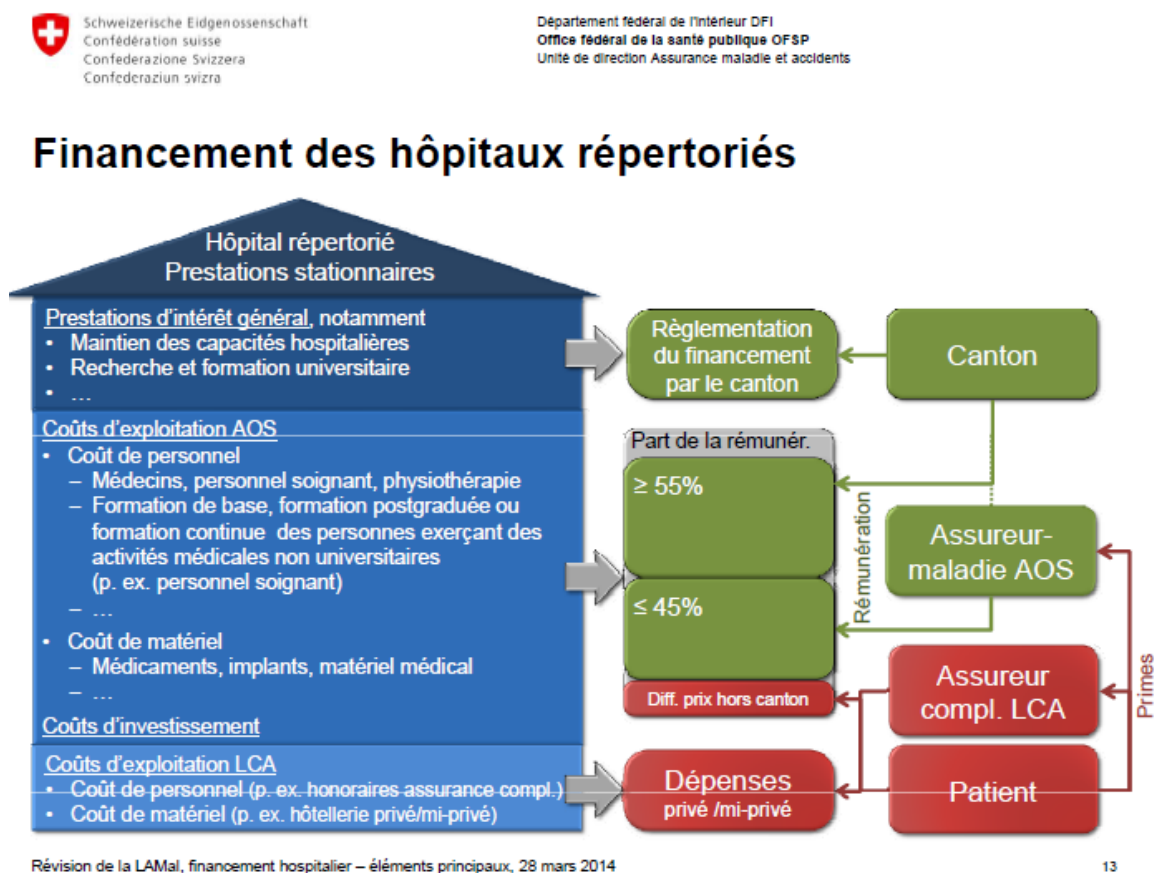 Schweizerische Eidgenossenschaft
Confédération suisse
Confederazione Svizzera
Confederaziun svizra
Département fédéral de l'intérieur DFI
Office fédéral de la santé publique OFSP
Unité de direction Assurance maladie et accidents
Financement des hôpitaux répertoriés
Hôpital répertorié
Prestations stationnaires
Prestations d'intérêt général, notamment
• Maintien des capacités hospitalières
• Recherche et formation universitaire
• …
Coûts d'exploitation AOS
• Coût de personnel
– Médecins, personnel soignant, physiothérapie
– Formation de base, formation postgraduée ou
formation continue des personnes exerçant des
activités médicales non universitaires
(p. ex. personnel soignant)
– …
• Coût de matériel
– Médicaments, implants, matériel médical
– …
Coûts d'investissement
Coûts d'exploitation LCA
• Coût de personnel (p. ex. honoraires assurance compl.)
• Coût de matériel (p. ex. hôtellerie privé/mi-privé)
Règlementation
du financement
par le canton
Canton
Part de la rémunér.
≥ 55%
≤ 45%
Diff. prix hors canton
Rémunération
Assureur-
maladie AOS
Assureur
compl. LCA
Primes
Dépenses
privé /mi-privé
Patient
Révision de la LAMal, financement hospitalier – éléments principaux, 28 mars 2014
13